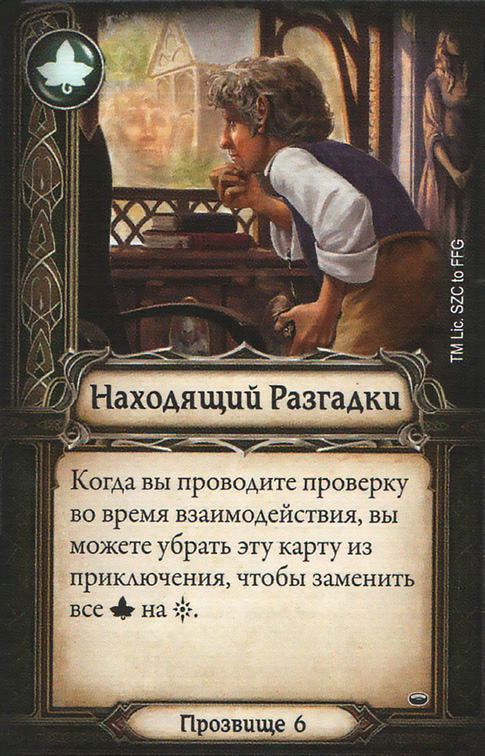 TM Lic. SZC to FFG
Находящий Разгадки
Когда вы проводите проверку
во время взаимодействия, вы
можете убрать эту карту из
приключения, чтобы заменить
все на .
Прозвище 6